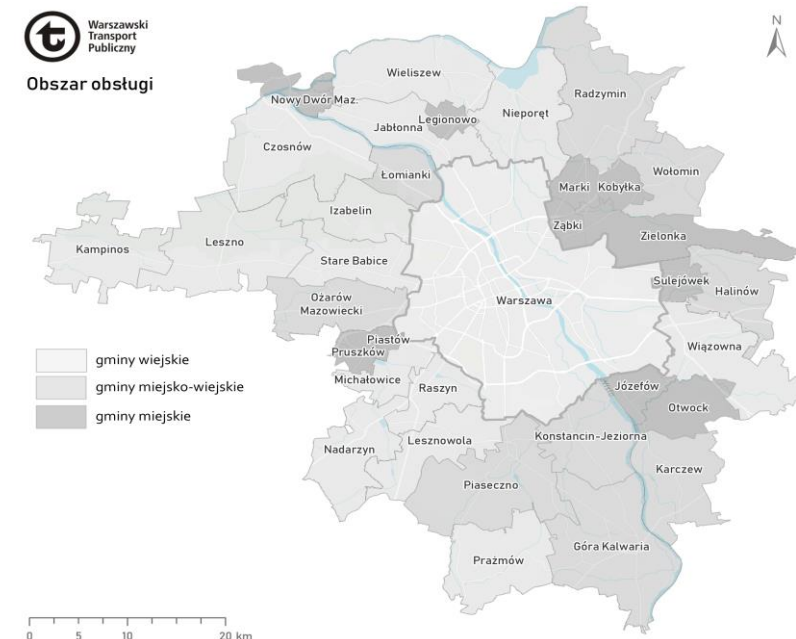 Warszawski
Transport
Publiczny
Obszar obsługi
N
Wieliszew
Radzymin
Nowy Dwór Maz.
Legionowo
Nieporęt
Jabłonna
Czosnów
Łomianki
Wołomin
Marki
Kobyłka
Izabelin
Ząbki
Zielonka
Kampinos
Leszno
Stare Babice
Sulejówek
Halinów
Ożarów
Mazowiecki
Warszawa
Piastów
Pruszków
Wiązowna
Michałowice
Raszyn
Józefów
Otwock
Nadarzyn
Lesznowola
Konstancin-Jeziorna
Karczew
Piaseczno
Prażmów
Góra Kalwaria
gminy wiejskie
gminy miejsko-wiejskie
gminy miejskie
0 5 10 20 km